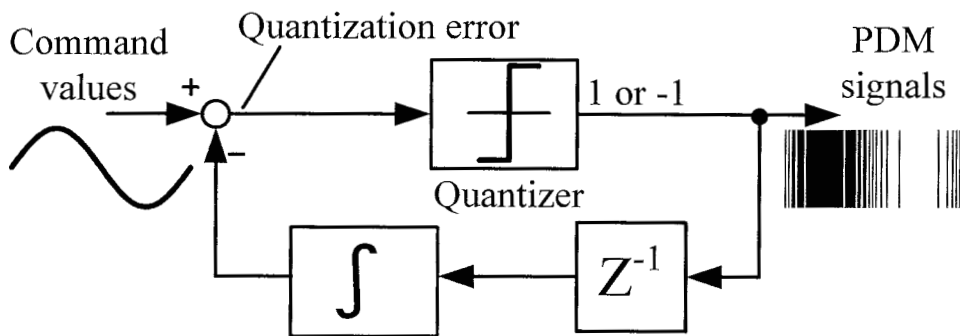 Command
values
Quantization error
+
−
1 or -1
PDM
signals
Quantizer
∫
Z⁻¹